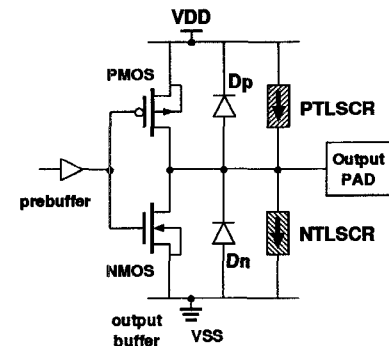 VDD
PMOS
Dp
PTLSCR
Output
PAD
prebuffer
NTLSCR
NMOS
Dn
output
buffer
VSS